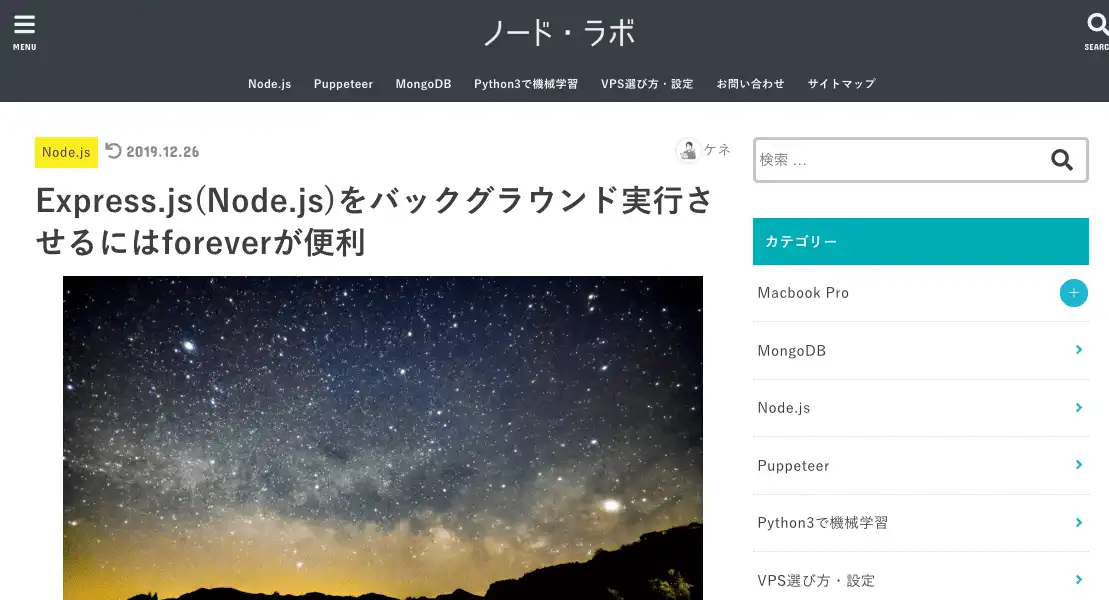 MENU
ノード・ラボ
SEARC
Node.js Puppeteer MongoDB Python3で機械学習 VPS選び方・設定 お問い合わせ サイトマップ
Node.js 2019.12.26 ケネ
Express.js(Node.js)をバックグラウンド実行さ
せるにはforeverが便利
検索 ...
カテゴリー
Macbook Pro
MongoDB
Node.js
Puppeteer
Python3で機械学習
VPS選び方・設定